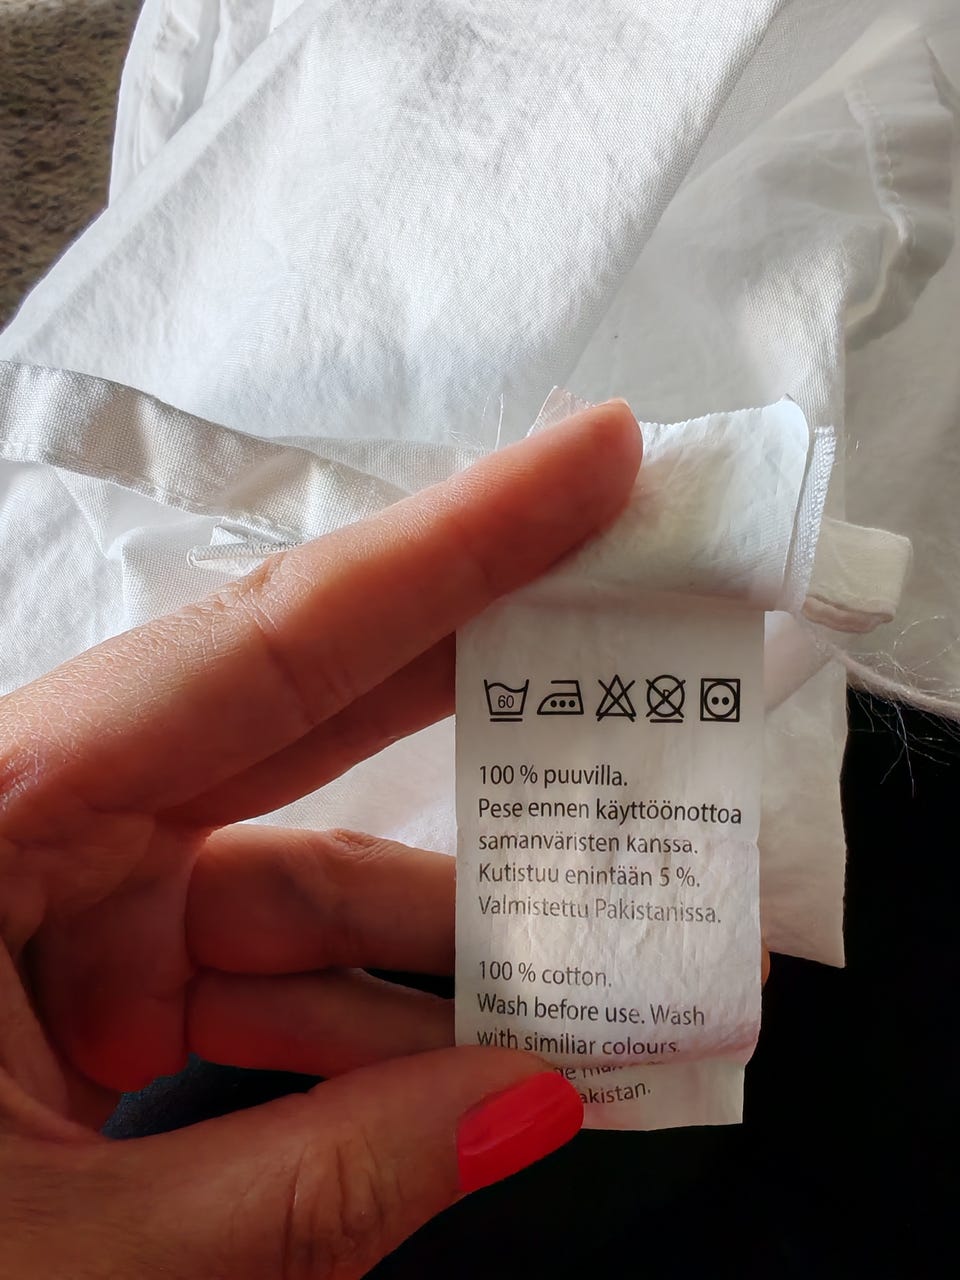 60
100 % puuvilla.
Pese ennen käyttöönottoa
samanväristen kanssa.
Kutistuu enintään 5 %.
Valmistettu Pakistanissa.
100 % cotton.
Wash before use. Wash
with similiar colours.
akistan.